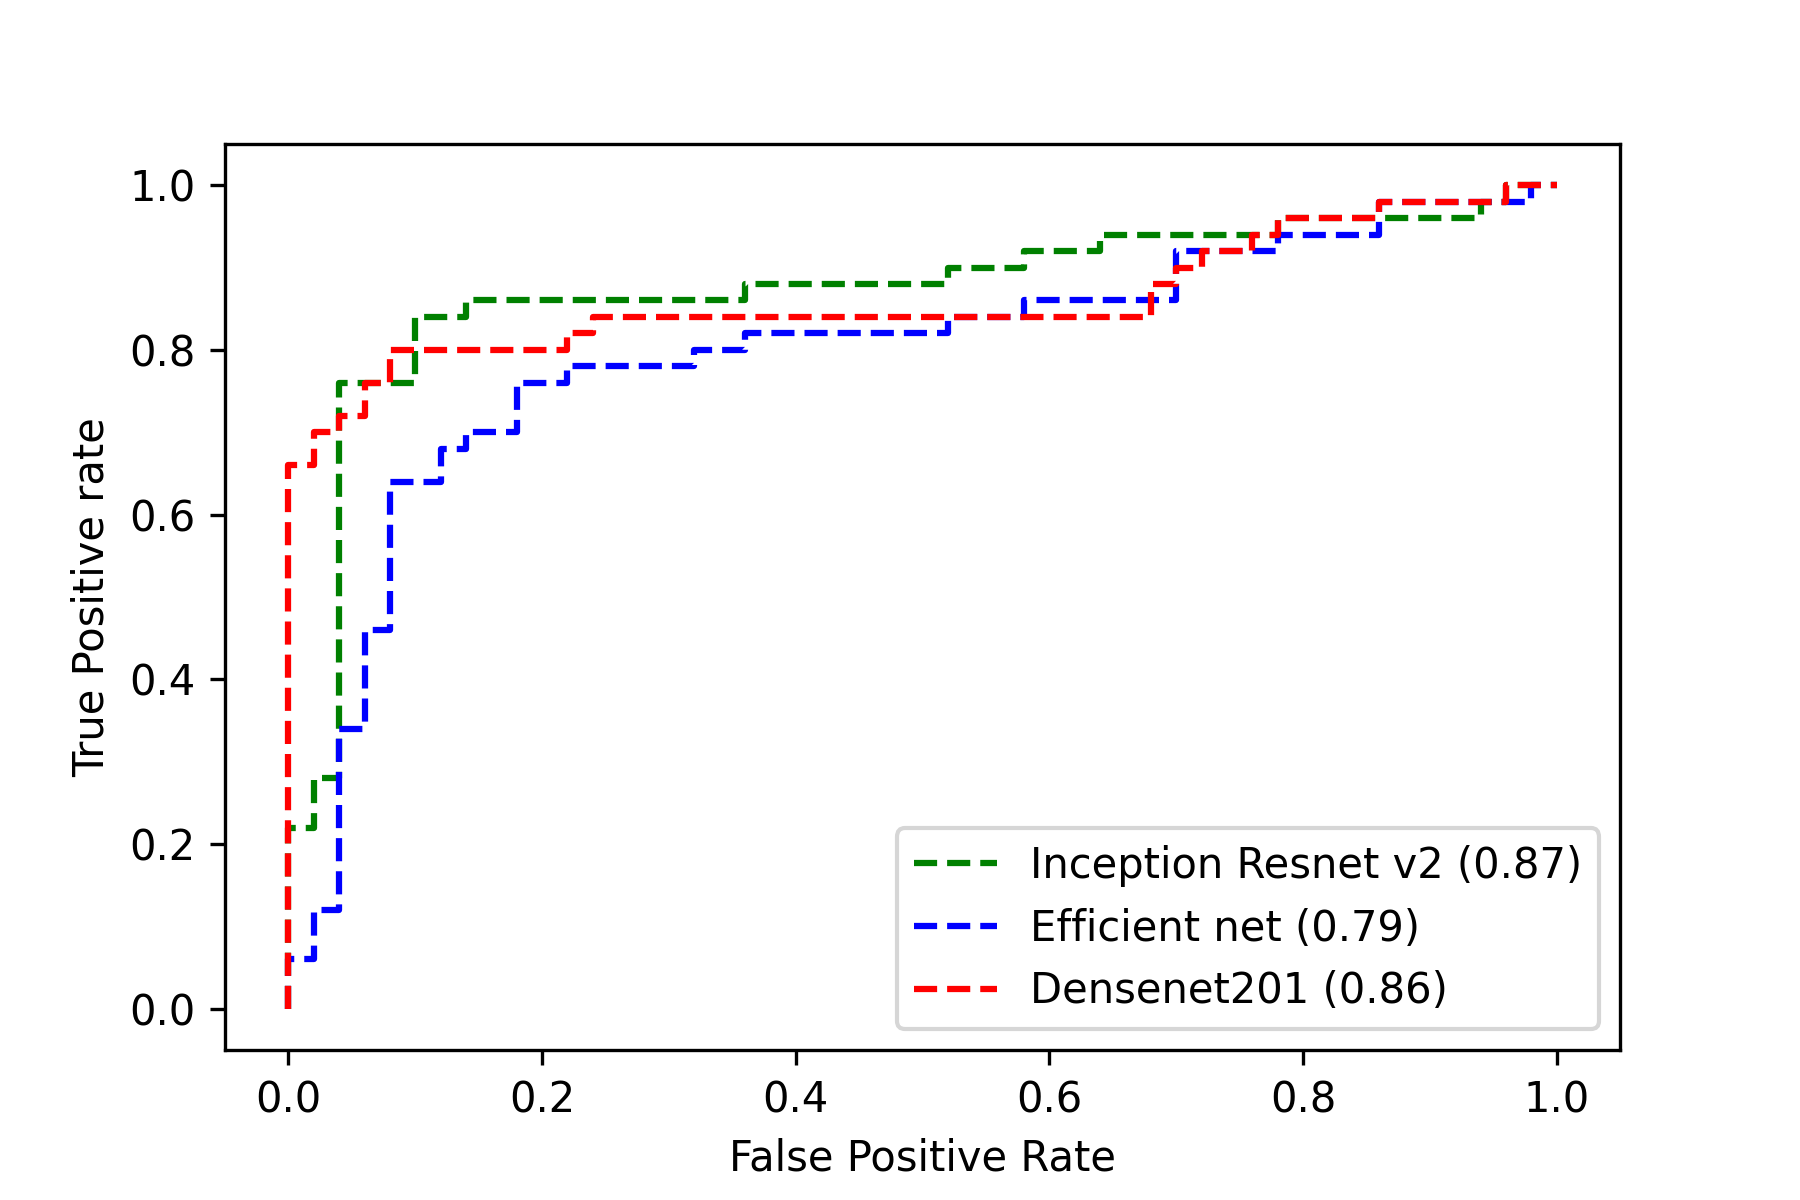 1.0
0.8
0.6
0.4
0.2
0.0
True Positive rate
Inception Resnet v2 (0.87)
Efficient net (0.79)
Densenet201 (0.86)
0.0 0.2 0.4 0.6 0.8 1.0
False Positive Rate